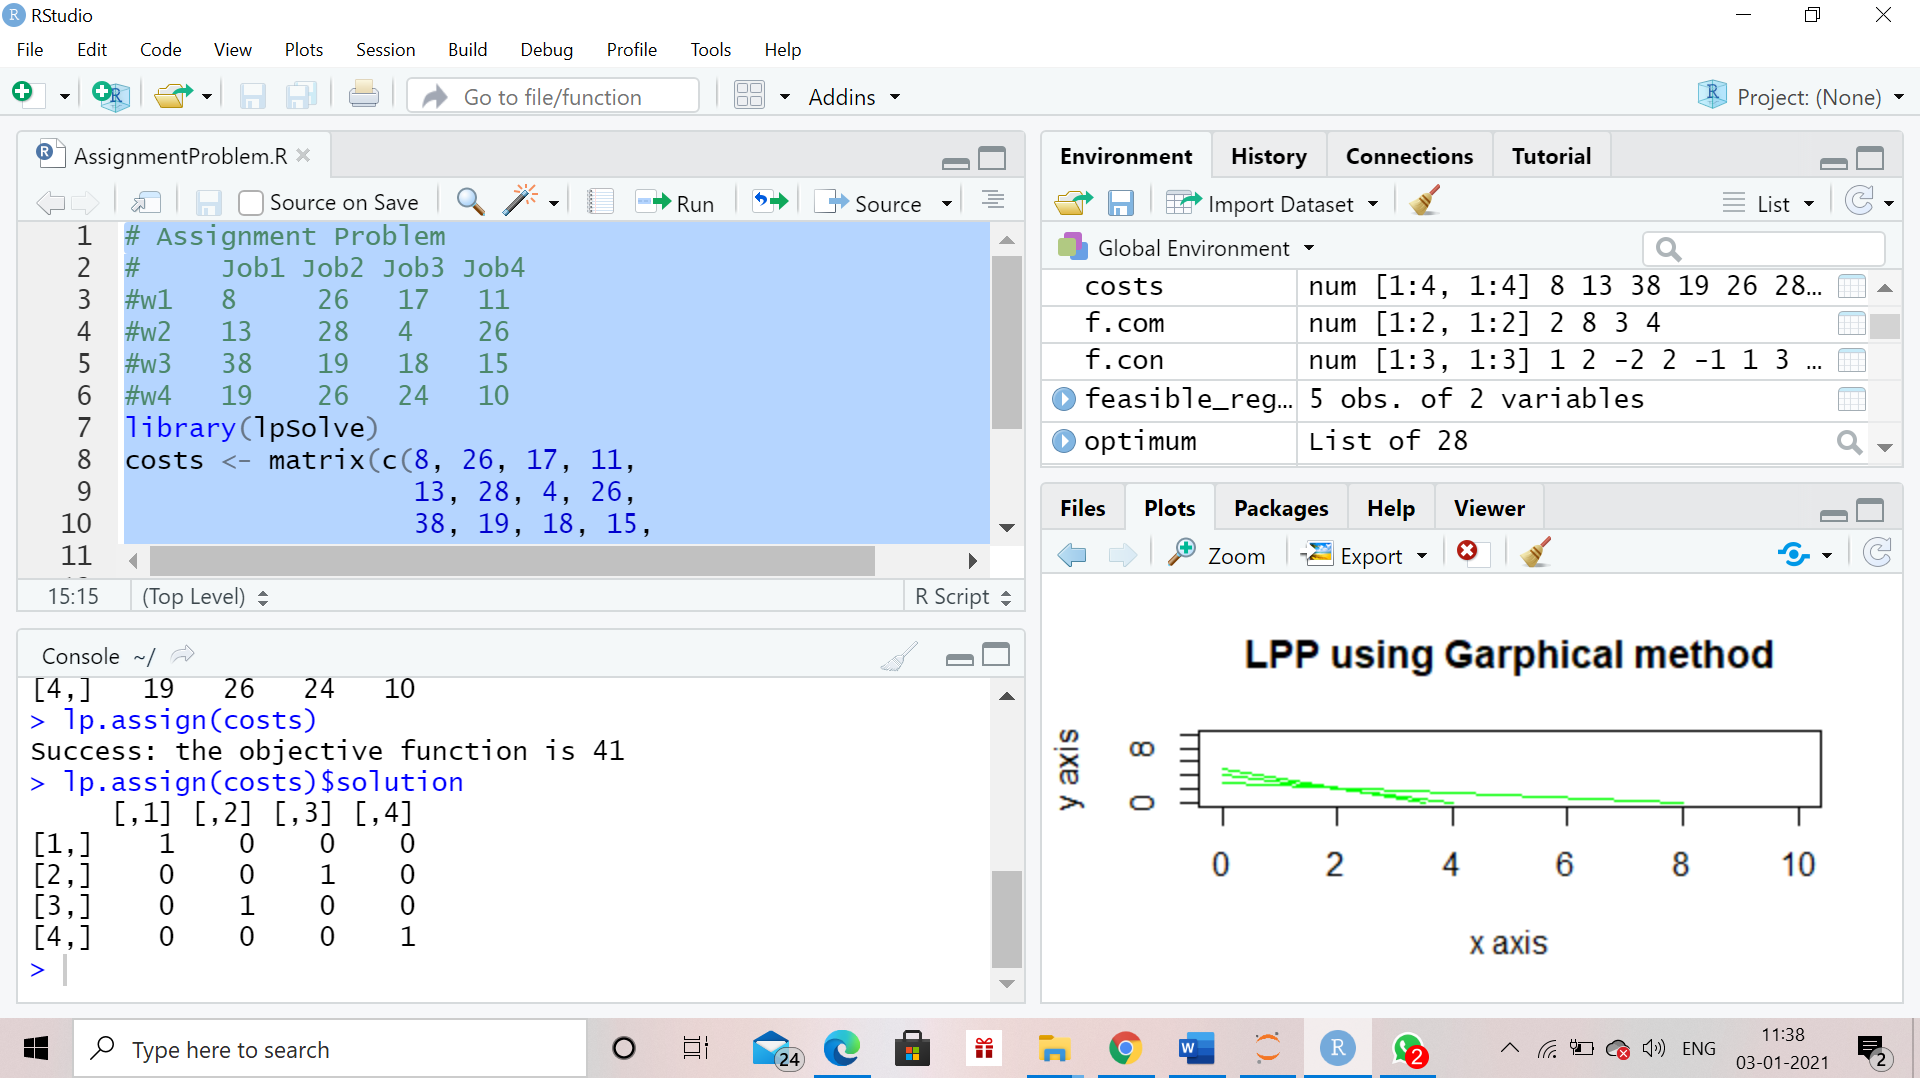 RStudio
File Edit Code View Plots Session Build Debug Profile Tools Help
Go to file/function Addins Project: (None)
AssignmentProblem.R
Source on Save Run Source
1 # Assignment Problem
2 #     Job1 Job2 Job3 Job4
3 #w1   8     26   17   11
4 #w2   13    28   4    26
5 #w3   38    19   18   15
6 #w4   19    26   24   10
7 library(lpSolve)
8 costs <- matrix(c(8, 26, 17, 11,
9                   13, 28, 4, 26,
10                  38, 19, 18, 15,
11
15:15 (Top Level) R Script
Console ~/
[4,]   19   26   24   10
> lp.assign(costs)
Success: the objective function is 41
> lp.assign(costs)$solution
     [,1] [,2] [,3] [,4]
[1,]    1    0    0    0
[2,]    0    0    1    0
[3,]    0    1    0    0
[4,]    0    0    0    1
>
Environment History Connections Tutorial
Import Dataset List
Global Environment
costs num [1:4, 1:4] 8 13 38 19 26 28...
f.com num [1:2, 1:2] 2 8 3 4
f.con num [1:3, 1:3] 1 2 -2 2 -1 1 3 ...
feasible_reg... 5 obs. of 2 variables
optimum List of 28
Files Plots Packages Help Viewer
Zoom Export
LPP using Garphical method
y axis
8
0
0 2 4 6 8 10
x axis
Type here to search
24
W
R
2
ENG
11:38
03-01-2021
2